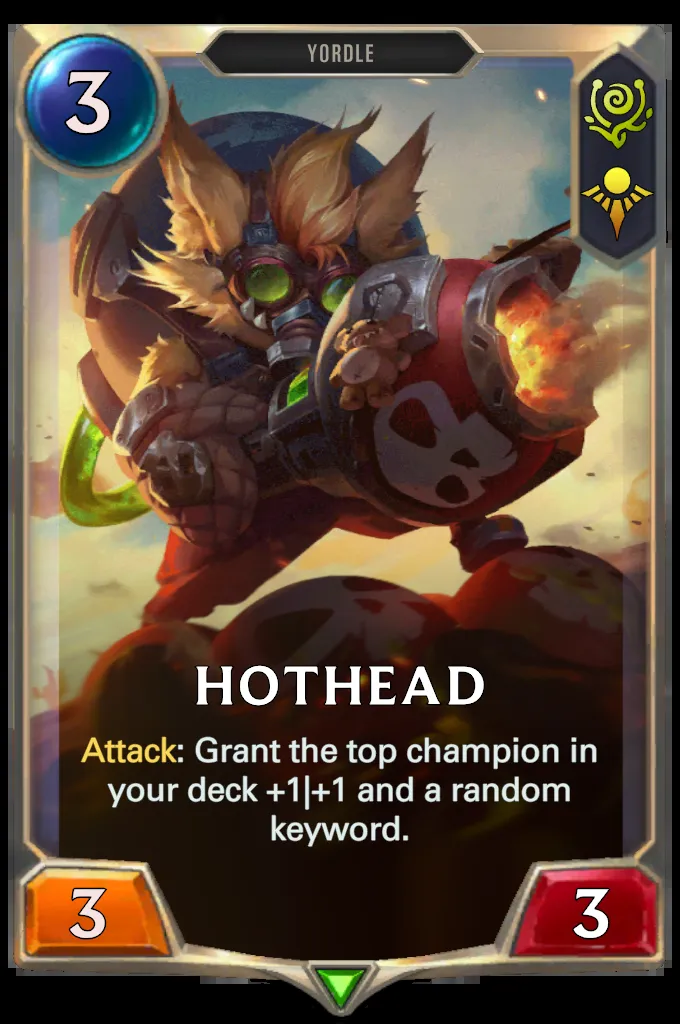 YORDLE
3
HOTHEAD
Attack: Grant the top champion in
your deck +1|+1 and a random
keyword.
3
3